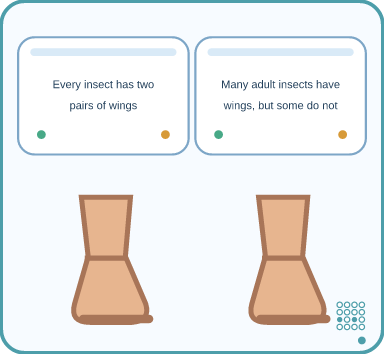 Every insect has two
pairs of wings
Many adult insects have
wings, but some do not